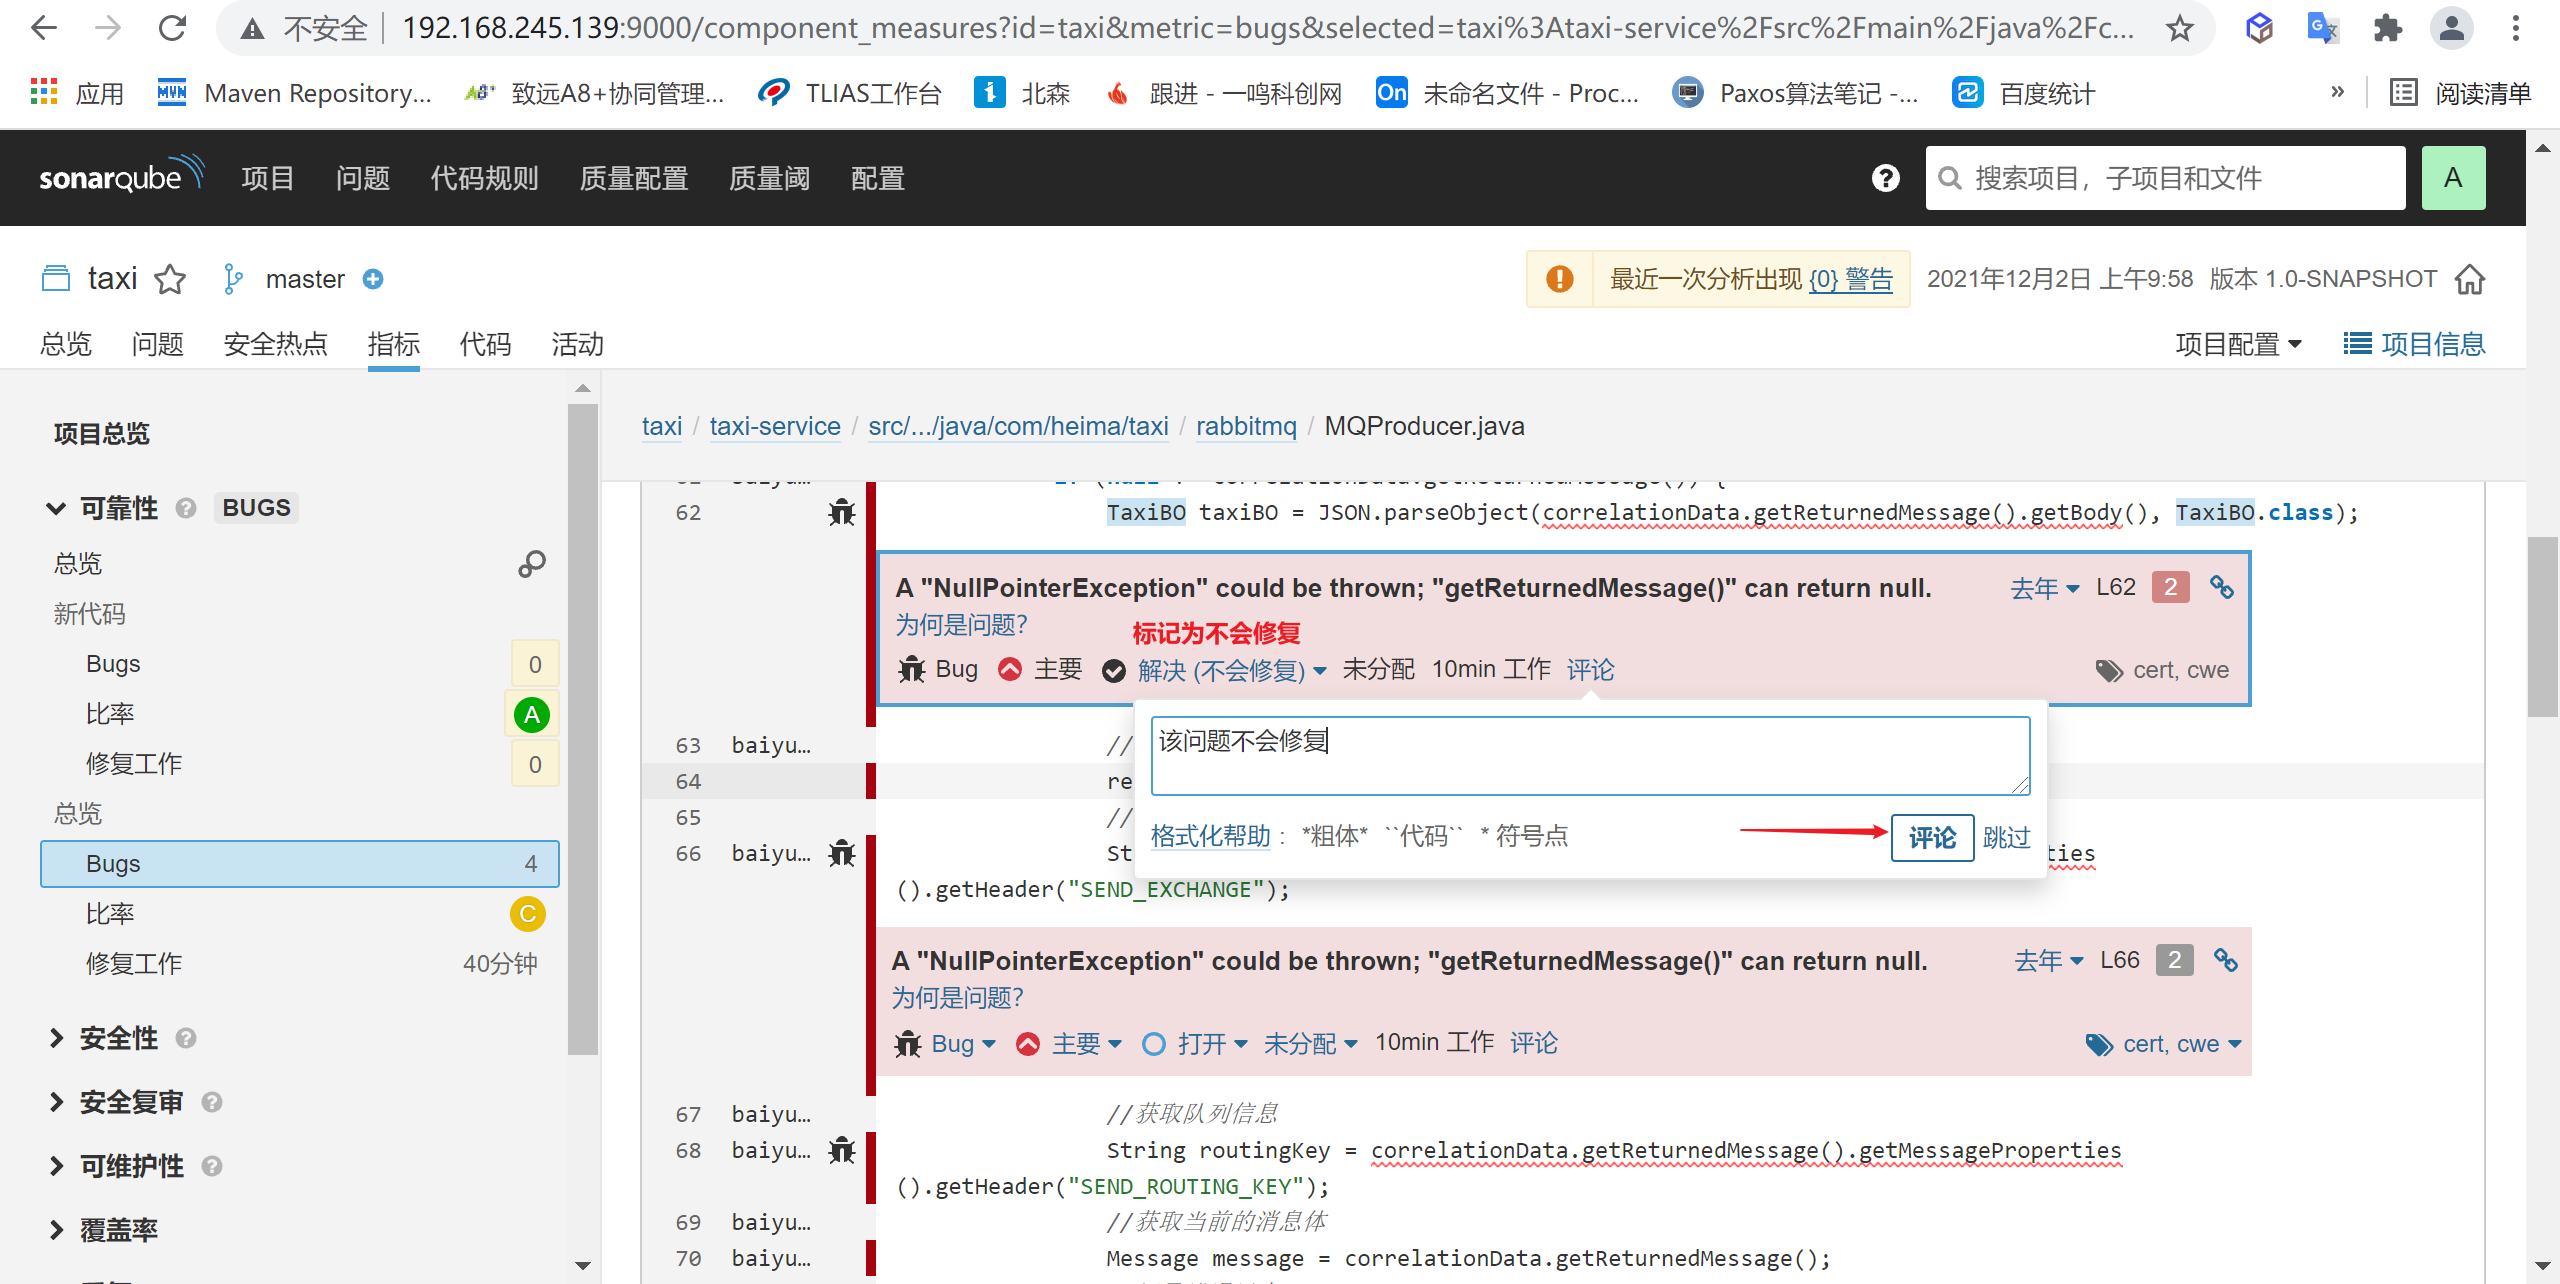 不安全 192.168.245.139:9000/component_measures?id=taxi&metric=bugs&selected=taxi%3Ataxi-service%2Fsrc%2Fmain%2Fjava%2Fc...
应用 Maven Repository... 致远A8+协同管理... TLIAS工作台 北森 跟进 - 一鸣科创网 On 未命名文件 - Proc... Paxos算法笔记 -... 百度统计 » 阅读清单
sonarqube 项目 问题 代码规则 质量配置 质量阈 配置 搜索项目，子项目和文件 A
taxi master 最近一次分析出现 {0} 警告 2021年12月2日 上午9:58 版本 1.0-SNAPSHOT
总览 问题 安全热点 指标 代码 活动 项目配置 项目信息
项目总览
可靠性 BUGS
总览
新代码
Bugs 0
比率 A
修复工作 0
总览
Bugs 4
比率 C
修复工作 40分钟
安全性
安全复审
可维护性
覆盖率
taxi / taxi-service / src/.../java/com/heima/taxi / rabbitmq / MQProducer.java
62 TaxiBO taxiBO = JSON.parseObject(correlationData.getReturnedMessage().getBody(), TaxiBO.class);
A "NullPointerException" could be thrown; "getReturnedMessage()" can return null. 去年 L62 2
为何是问题？
标记为不会修复
Bug 主要 解决 (不会修复) 未分配 10min 工作 评论 cert, cwe
该问题不会修复
格式化帮助 : *粗体* ``代码`` * 符号点 评论 跳过
63 baiyu... //
64 re
65 //
66 baiyu... St ties
().getHeader("SEND_EXCHANGE");
A "NullPointerException" could be thrown; "getReturnedMessage()" can return null. 去年 L66 2
为何是问题？
Bug 主要 打开 未分配 10min 工作 评论 cert, cwe
67 baiyu... //获取队列信息
68 baiyu... String routingKey = correlationData.getReturnedMessage().getMessageProperties
().getHeader("SEND_ROUTING_KEY");
69 baiyu... //获取当前的消息体
70 baiyu... Message message = correlationData.getReturnedMessage();